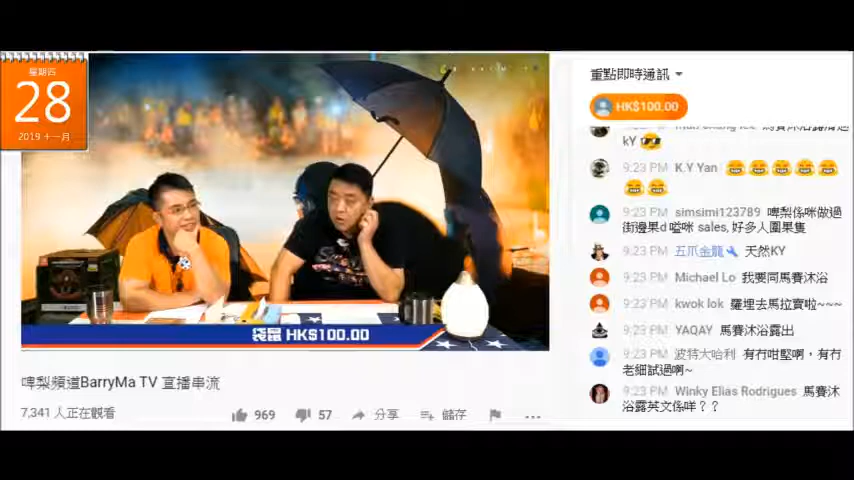 星期四
28
2019 十一月
袋鼠 HK$100.00
啤梨頻道BarryMa TV 直播串流
7,341 人正在觀看
969
57
分享
儲存
重點即時通訊
HK$100.00
kY
9:23 PM K.Y Yan 😂😂😂😂😂
😂😂
9:23 PM simsimi123789 啤梨係咪做過
街邊果d 嗌咪 sales, 好多人圍果隻
9:23 PM 五爪金龍 天然KY
9:23 PM Michael Lo 我要同馬賽沐浴
9:23 PM kwok lok 羅埋去馬拉賣啦~~~
9:23 PM YAQAY 馬賽沐浴露出
9:23 PM 波特大哈利 有冇咁堅啊，有冇
老細試過啊~
9:23 PM Winky Elias Rodrigues 馬賽沐
浴露英文係咩？？